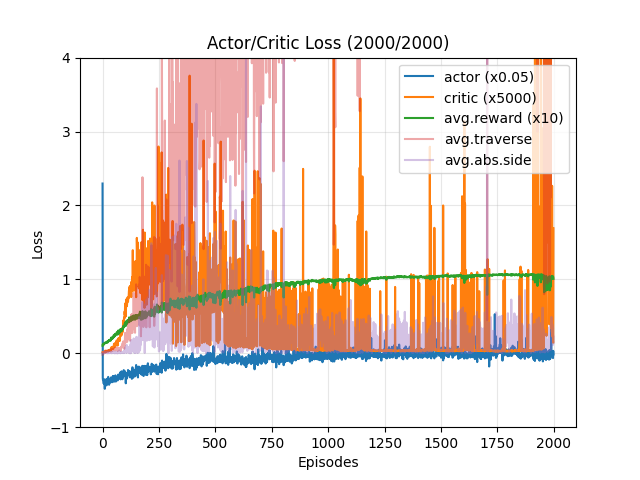 Actor/Critic Loss (2000/2000)
actor (x0.05)
critic (x5000)
avg.reward (x10)
avg.traverse
avg.abs.side
Loss
4
3
2
1
0
−1
0
250
500
750
1000
1250
1500
1750
2000
Episodes